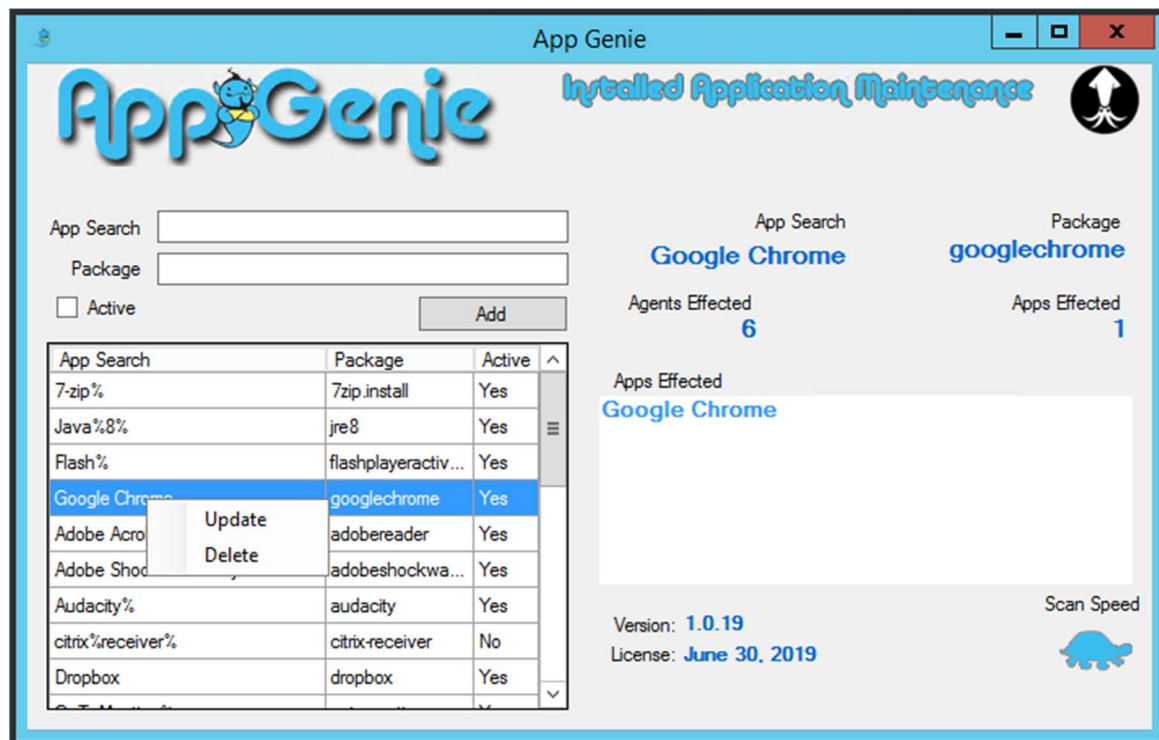 App Genie
App Genie
Installed Application Maintenance
App Search
Package
Active
Add
App Search Package Active
7-zip% 7zip.install Yes
Java%8% jre8 Yes
Flash% flashplayeractiv... Yes
Google Chrome googlechrome Yes
Adobe adobereader Yes
Adobe adobeshockwa... Yes
Audacity% audacity Yes
citrix%receiver% citrix-receiver No
Dropbox dropbox Yes
Update
Delete
App Search Package
Google Chrome googlechrome
Agents Effected Apps Effected
6 1
Apps Effected
Google Chrome
Version: 1.0.19
License: June 30, 2019
Scan Speed